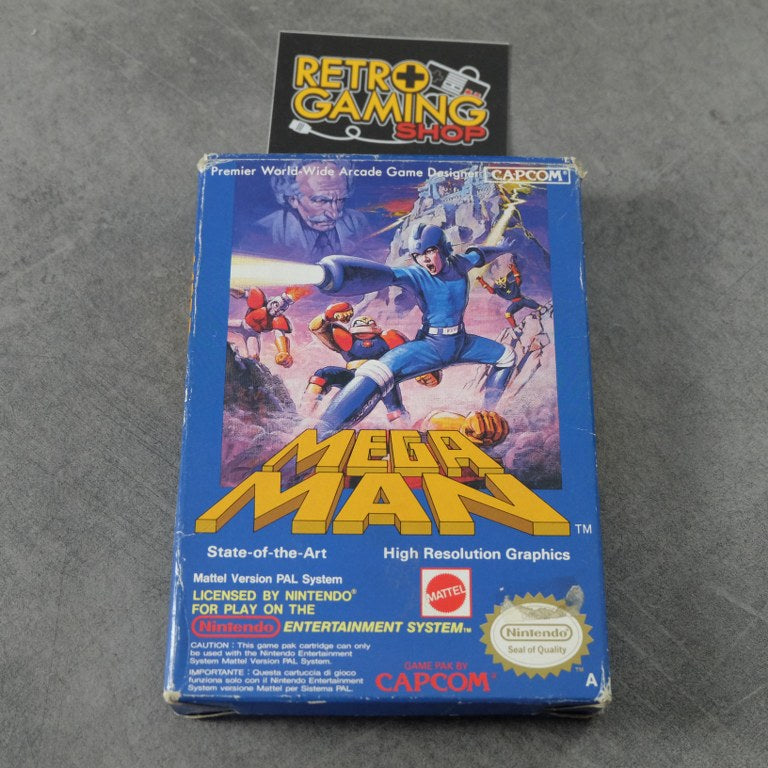 RETRO
GAMING
SHOP
Premier World-Wide Arcade Game Designer CAPCOM®
MEGA
MAN™
State-of-the-Art High Resolution Graphics
Mattel Version PAL System
LICENSED BY NINTENDO®
FOR PLAY ON THE
Nintendo ENTERTAINMENT SYSTEM™
MATTEL
CAUTION : This game pak cartridge can only
be used with the Nintendo Entertainment
System Mattel Version PAL System.
IMPORTANTE : Questa cartuccia di gioco
funziona solo con il Nintendo Entertainment
System versione Mattel per Sistema PAL.
GAME PAK BY
CAPCOM®
Nintendo®
Seal of Quality
™
A